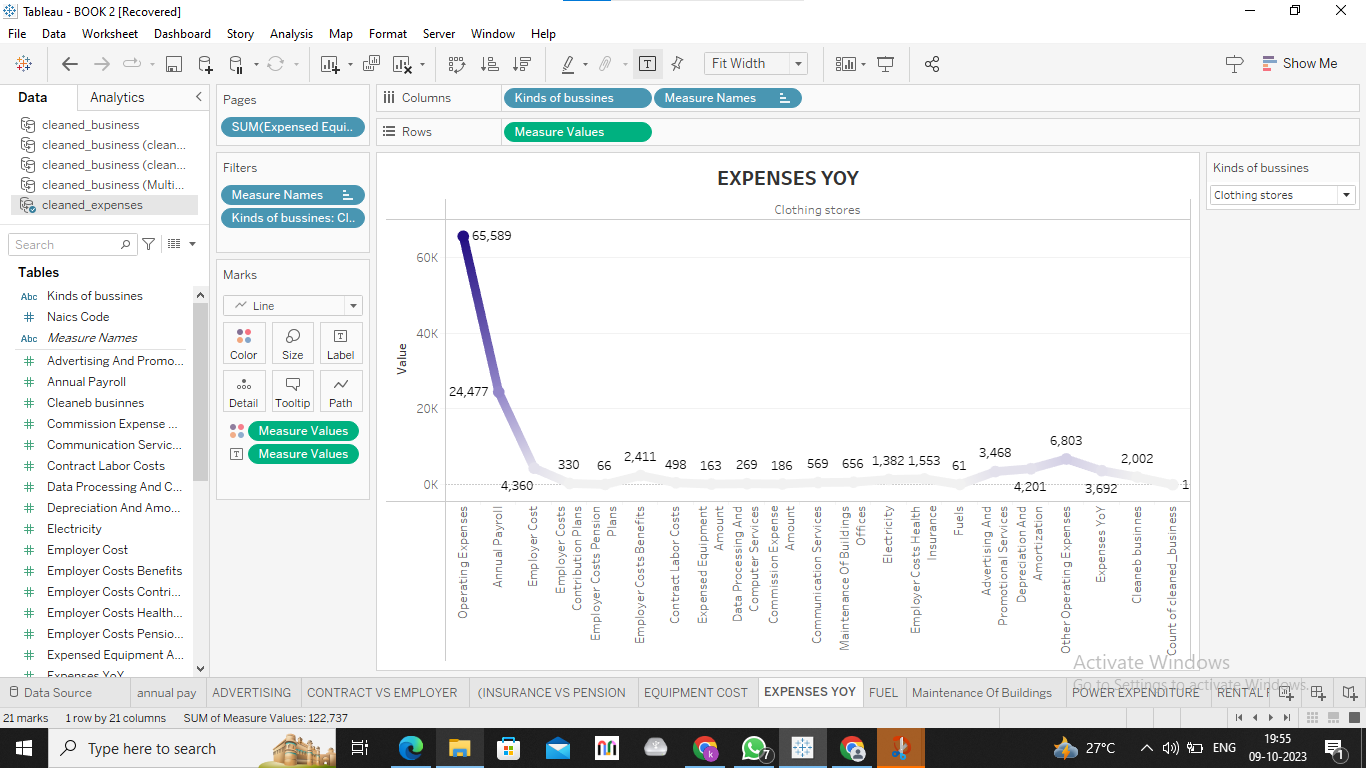 Tableau - BOOK 2 [Recovered]
File Data Worksheet Dashboard Story Analysis Map Format Server Window Help
Fit Width
Show Me
Data Analytics
cleaned_business
cleaned_business (clean...
cleaned_business (clean...
cleaned_business (Multi...
cleaned_expenses
Search
Tables
Abc Kinds of bussines
# Naics Code
Abc Measure Names
# Advertising And Promo...
# Annual Payroll
# Cleaneb businnes
# Commission Expense ...
# Communication Servic...
# Contract Labor Costs
# Data Processing And C...
# Depreciation And Amo...
# Electricity
# Employer Cost
# Employer Costs Benefits
# Employer Costs Contri...
# Employer Costs Health...
# Employer Costs Pensio...
# Expensed Equipment A...
# Expenses YoY
Pages
SUM(Expensed Equi..
Filters
Measure Names
Kinds of bussines: Cl..
Marks
Line
Color Size Label
Detail Tooltip Path
Measure Values
Measure Values
Columns Kinds of bussines Measure Names
Rows Measure Values
EXPENSES YOY
Clothing stores
Value
60K
40K
20K
0K
65,589
24,477
4,360
330
66
2,411
498
163
269
186
569
656
1,382
1,553
61
3,468
4,201
6,803
3,692
2,002
1
Operating Expenses
Annual Payroll
Employer Cost
Employer Costs
Contribution Plans
Employer Costs Pension
Plans
Employer Costs Benefits
Contract Labor Costs
Expensed Equipment
Amount
Data Processing And
Computer Services
Commission Expense
Amount
Communication Services
Maintenance Of Buildings
Offices
Electricity
Employer Costs Health
Insurance
Fuels
Advertising And
Promotional Services
Depreciation And
Amortization
Other Operating Expenses
Expenses YoY
Cleaneb businnes
Count of cleaned_business
Kinds of bussines
Clothing stores
Activate Windows
Go to Settings to activate Windows.
Data Source annual pay ADVERTISING CONTRACT VS EMPLOYER (INSURANCE VS PENSION EQUIPMENT COST EXPENSES YOY FUEL Maintenance Of Buildings POWER EXPENDITURE RENTAL
21 marks 1 row by 21 columns SUM of Measure Values: 122,737
Type here to search
7
k
27°C
ENG
19:55
09-10-2023
1